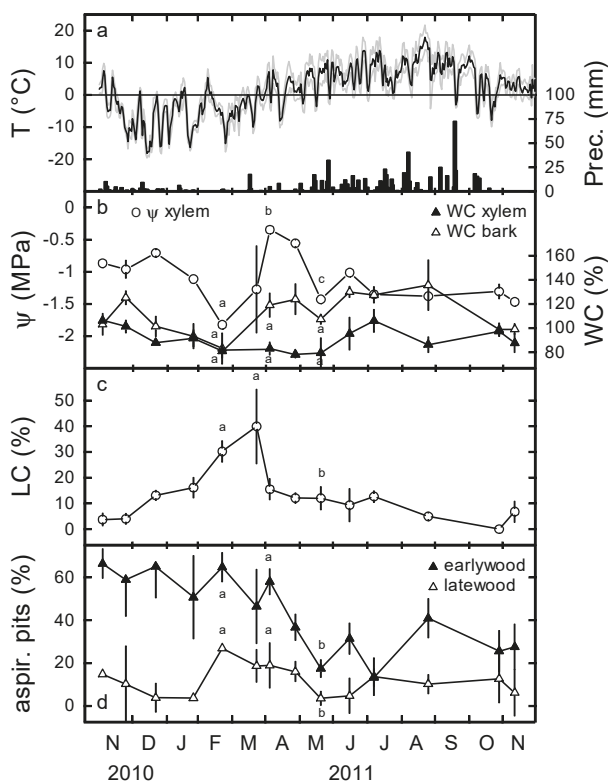 a
20
10
0
-10
-20
T (°C)
100
75
50
25
0
Prec. (mm)
b
ψ xylem
b
WC xylem
WC bark
0
-0.5
-1
-1.5
-2
ψ (MPa)
160
140
120
100
80
WC (%)
a
c
a
a
a
a
a
a
c
50
40
30
20
10
0
LC (%)
a
a
b
60
40
20
0
aspir. pits (%)
a
earlywood
latewood
a
a
a
b
b
d
N D J F M A M J J A S O N
2010 2011